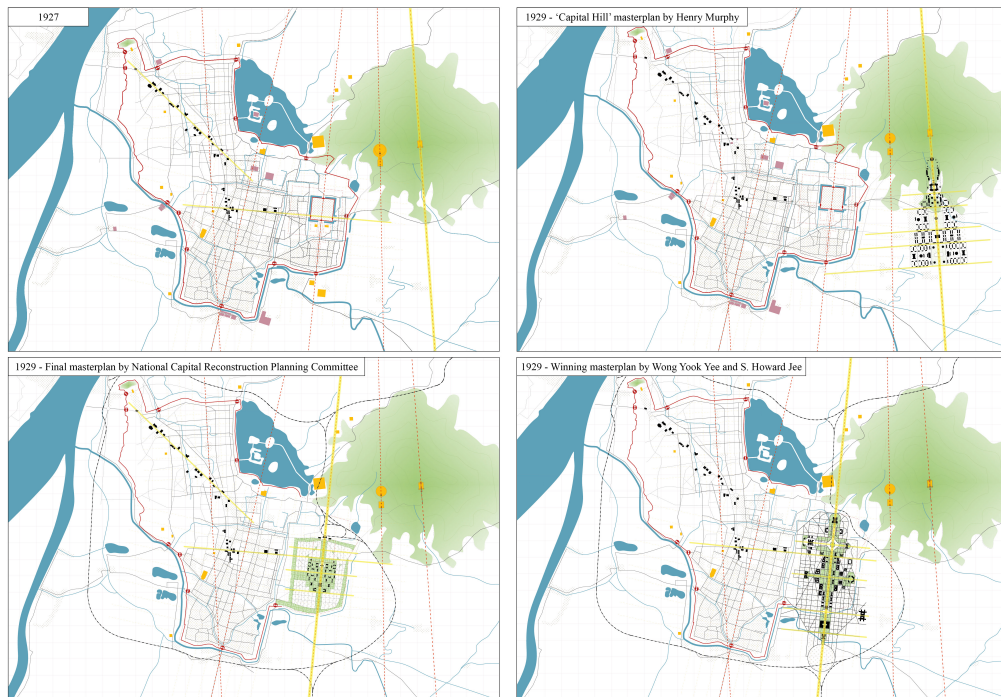 1927
1929 - ‘Capital Hill’ masterplan by Henry Murphy
1929 - Final masterplan by National Capital Reconstruction Planning Committee
1929 - Winning masterplan by Wong Yook Yee and S. Howard Jee